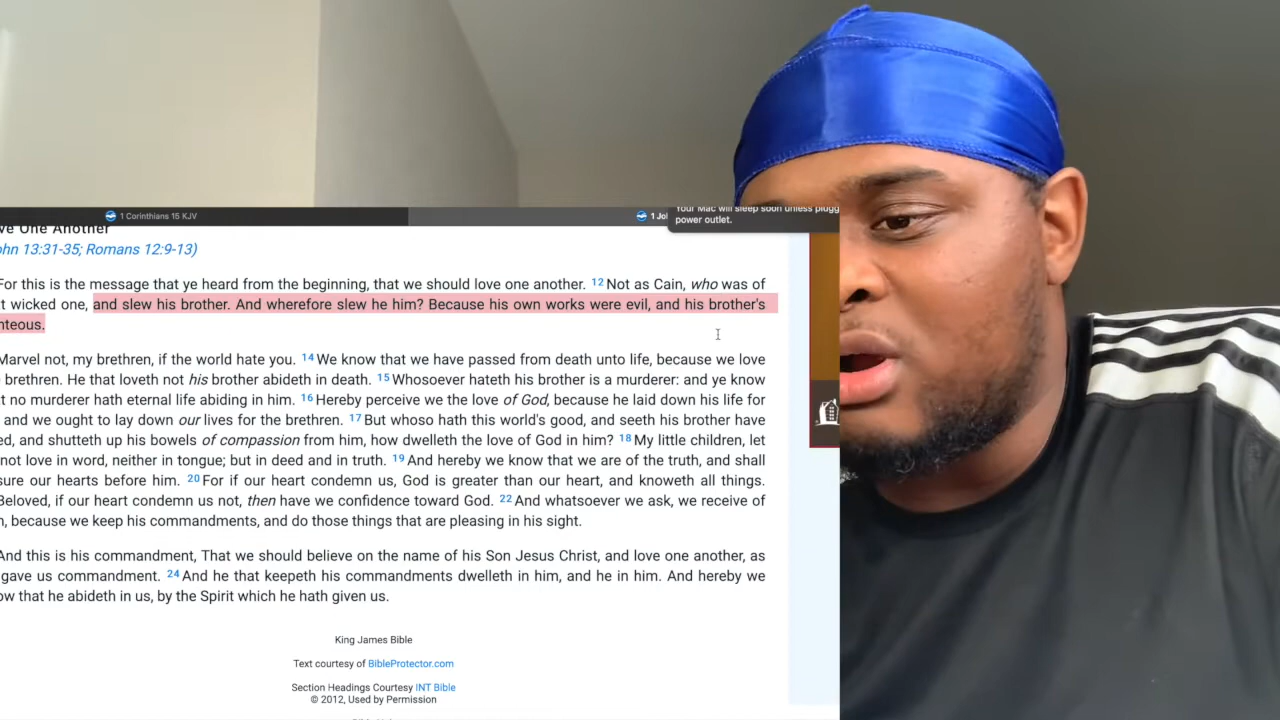 1 Corinthians 15 KJV
1 Jo
Your Mac will sleep soon unless plugg
power outlet.
ve One Another
ohn 13:31-35; Romans 12:9-13)
For this is the message that ye heard from the beginning, that we should love one another. 12 Not as Cain, who was of
t wicked one, and slew his brother. And wherefore slew he him? Because his own works were evil, and his brother's
hteous.
Marvel not, my brethren, if the world hate you. 14 We know that we have passed from death unto life, because we love
brethren. He that loveth not his brother abideth in death. 15 Whosoever hateth his brother is a murderer: and ye know
t no murderer hath eternal life abiding in him. 16 Hereby perceive we the love of God, because he laid down his life for
and we ought to lay down our lives for the brethren. 17 But whoso hath this world's good, and seeth his brother have
ed, and shutteth up his bowels of compassion from him, how dwelleth the love of God in him? 18 My little children, let
not love in word, neither in tongue; but in deed and in truth. 19 And hereby we know that we are of the truth, and shall
sure our hearts before him. 20 For if our heart condemn us, God is greater than our heart, and knoweth all things.
Beloved, if our heart condemn us not, then have we confidence toward God. 22 And whatsoever we ask, we receive of
n, because we keep his commandments, and do those things that are pleasing in his sight.
And this is his commandment, That we should believe on the name of his Son Jesus Christ, and love one another, as
gave us commandment. 24 And he that keepeth his commandments dwelleth in him, and he in him. And hereby we
ow that he abideth in us, by the Spirit which he hath given us.
King James Bible
Text courtesy of BibleProtector.com
Section Headings Courtesy INT Bible
© 2012, Used by Permission